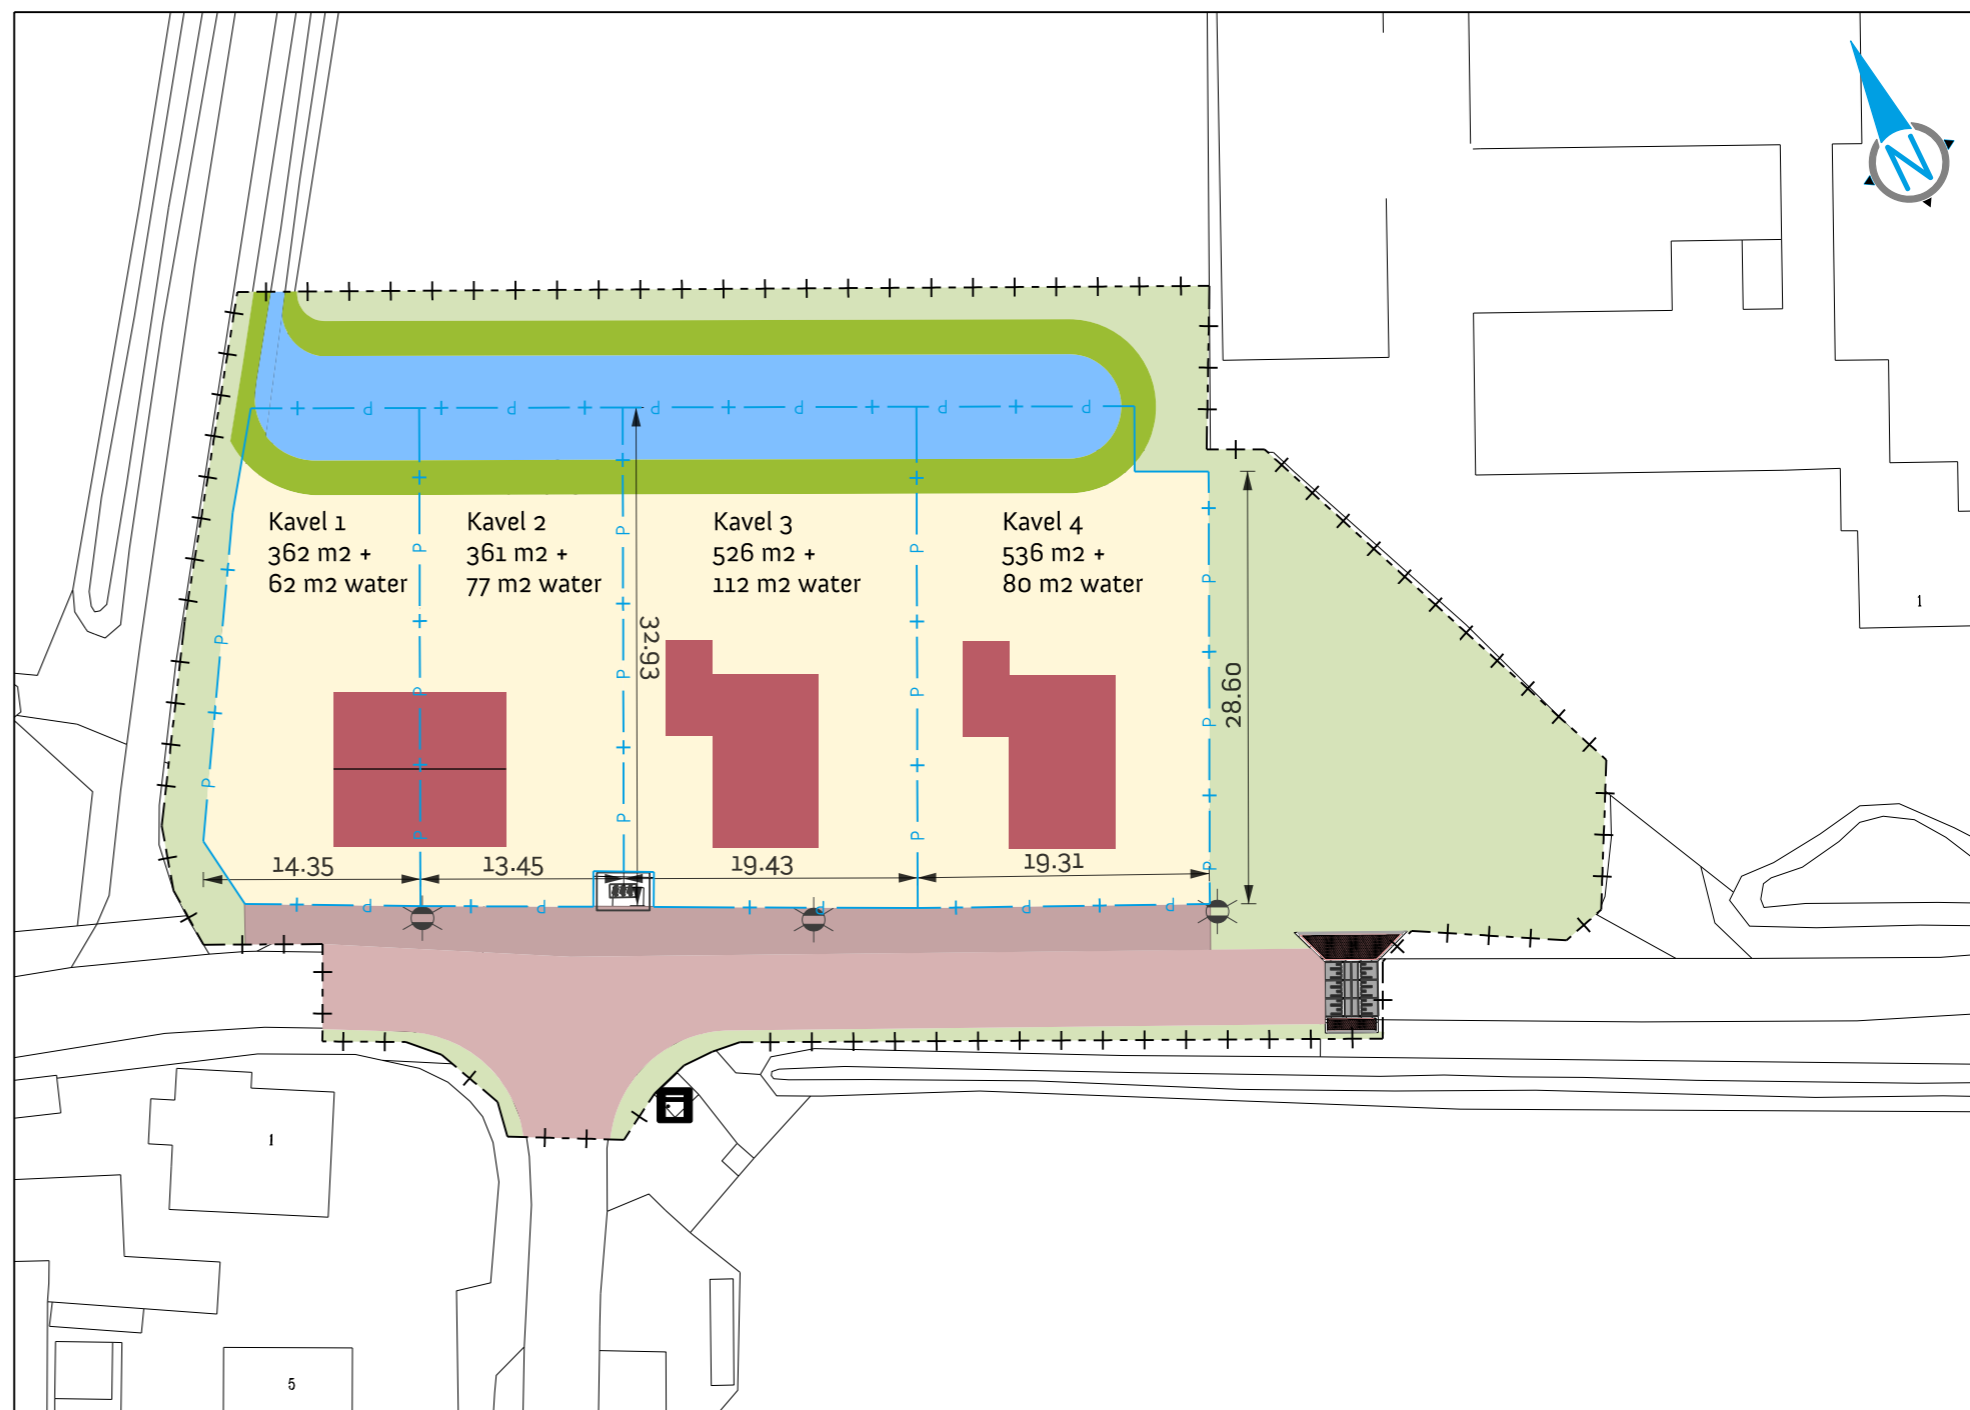 N
Kavel 1
362 m2 +
62 m2 water
Kavel 2
361 m2 +
77 m2 water
Kavel 3
526 m2 +
112 m2 water
Kavel 4
536 m2 +
80 m2 water
1
32.93
28.60
14.35
13.45
19.43
19.31
1
5